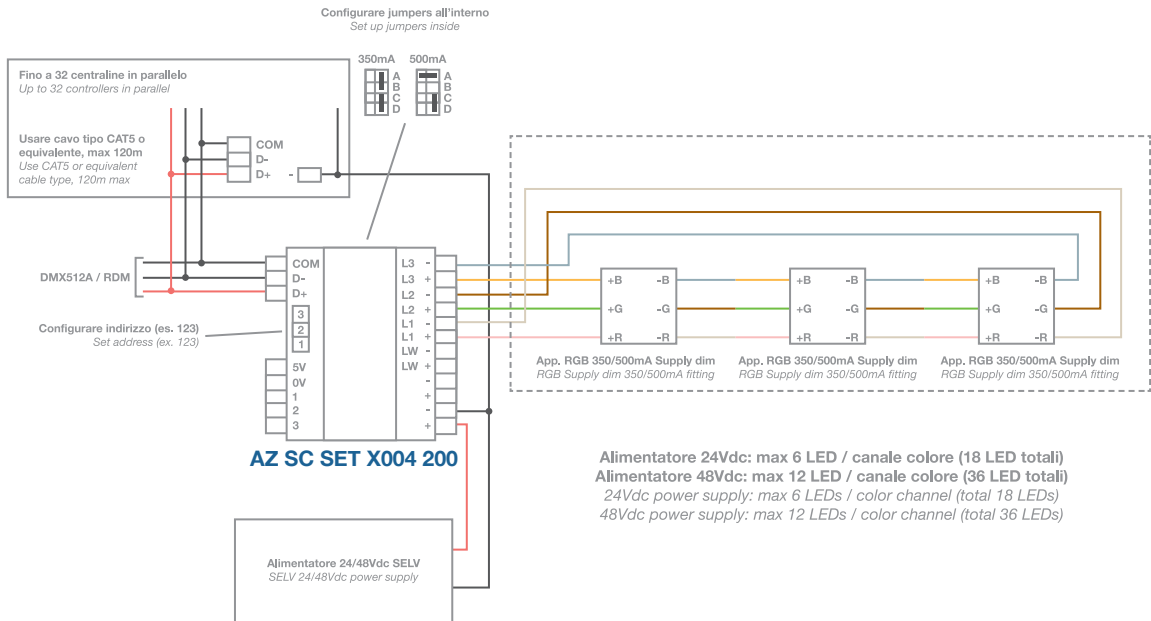 Configurare jumpers all'interno
Set up jumpers inside
350mA
500mA
A
B
C
D
A
B
C
D
Fino a 32 centraline in parallelo
Up to 32 controllers in parallel
Usare cavo tipo CAT5 o
equivalente, max 120m
Use CAT5 or equivalent
cable type, 120m max
COM
D-
D+
-
DMX512A / RDM
Configurare indirizzo (es. 123)
Set address (ex. 123)
COM
D-
D+
3
2
1
5V
0V
1
2
3
L3 -
L3 +
L2 -
L2 +
L1 -
L1 +
LW -
LW +
-
+
-
+
AZ SC SET X004 200
+B -B
+G -G
+R -R
App. RGB 350/500mA Supply dim
RGB Supply dim 350/500mA fitting
+B -B
+G -G
+R -R
App. RGB 350/500mA Supply dim
RGB Supply dim 350/500mA fitting
+B -B
+G -G
+R -R
App. RGB 350/500mA Supply dim
RGB Supply dim 350/500mA fitting
Alimentatore 24Vdc: max 6 LED / canale colore (18 LED totali)
Alimentatore 48Vdc: max 12 LED / canale colore (36 LED totali)
24Vdc power supply: max 6 LEDs / color channel (total 18 LEDs)
48Vdc power supply: max 12 LEDs / color channel (total 36 LEDs)
Alimentatore 24/48Vdc SELV
SELV 24/48Vdc power supply